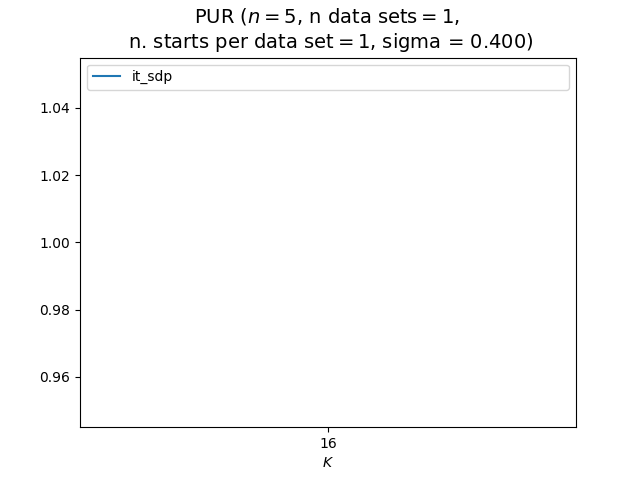 PUR (n = 5, n data sets = 1,
n. starts per data set = 1, sigma = 0.400)
it_sdp
1.04
1.02
1.00
0.98
0.96
16
K